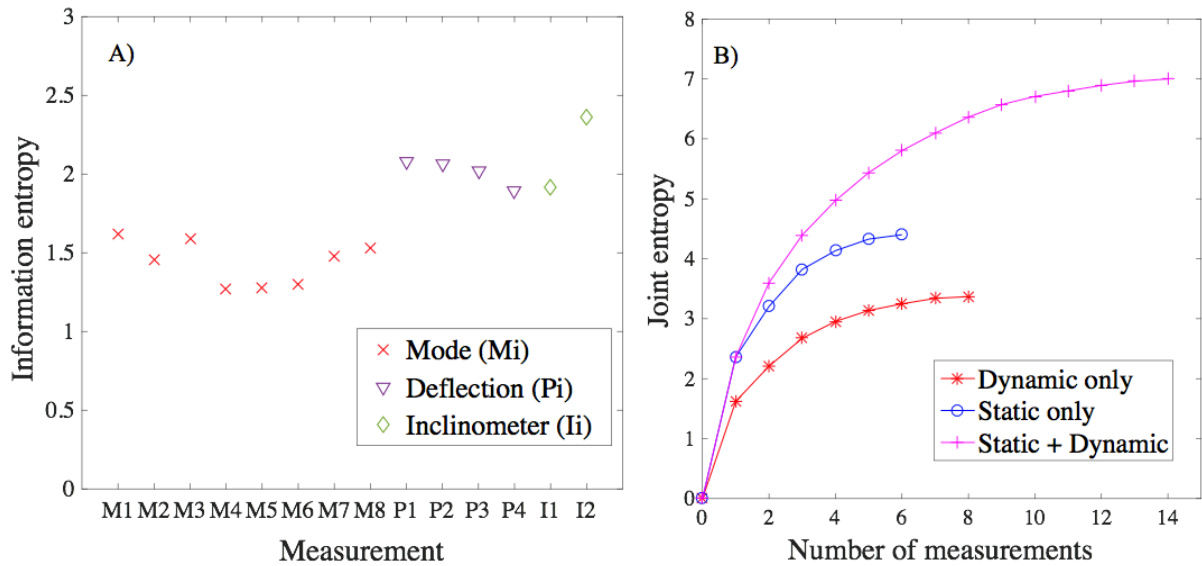 A)
Information entropy
3
2.5
2
1.5
1
0.5
0
Mode (Mi)
Deflection (Pi)
Inclinometer (Ii)
M1 M2 M3 M4 M5 M6 M7 M8 P1 P2 P3 P4 I1 I2
Measurement
B)
Joint entropy
8
7
6
5
4
3
2
1
0
Dynamic only
Static only
Static + Dynamic
0 2 4 6 8 10 12 14
Number of measurements